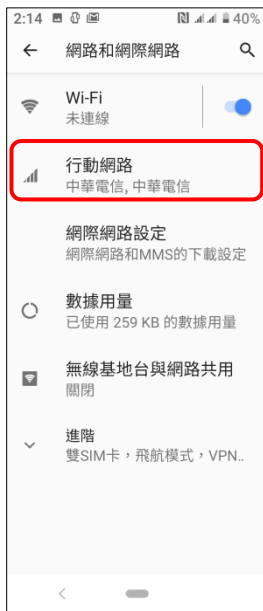 2:14 40%
網路和網際網路
Wi-Fi
未連線
行動網路
中華電信, 中華電信
網際網路設定
網際網路和MMS的下載設定
數據用量
已使用 259 KB 的數據用量
無線基地台與網路共用
關閉
進階
雙SIM卡，飛航模式，VPN..